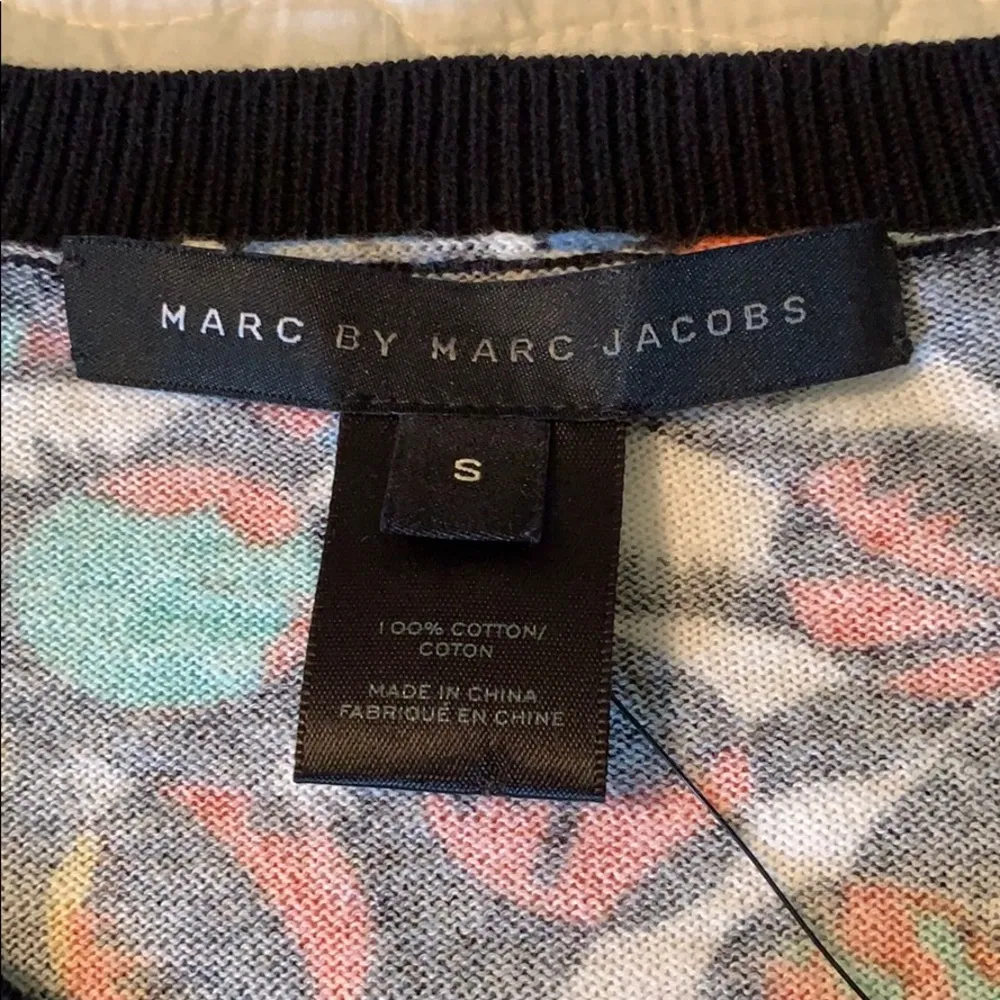 MARC BY MARC JACOBS
S
100% COTTON/
COTON
MADE IN CHINA
FABRIQUÉ EN CHINE